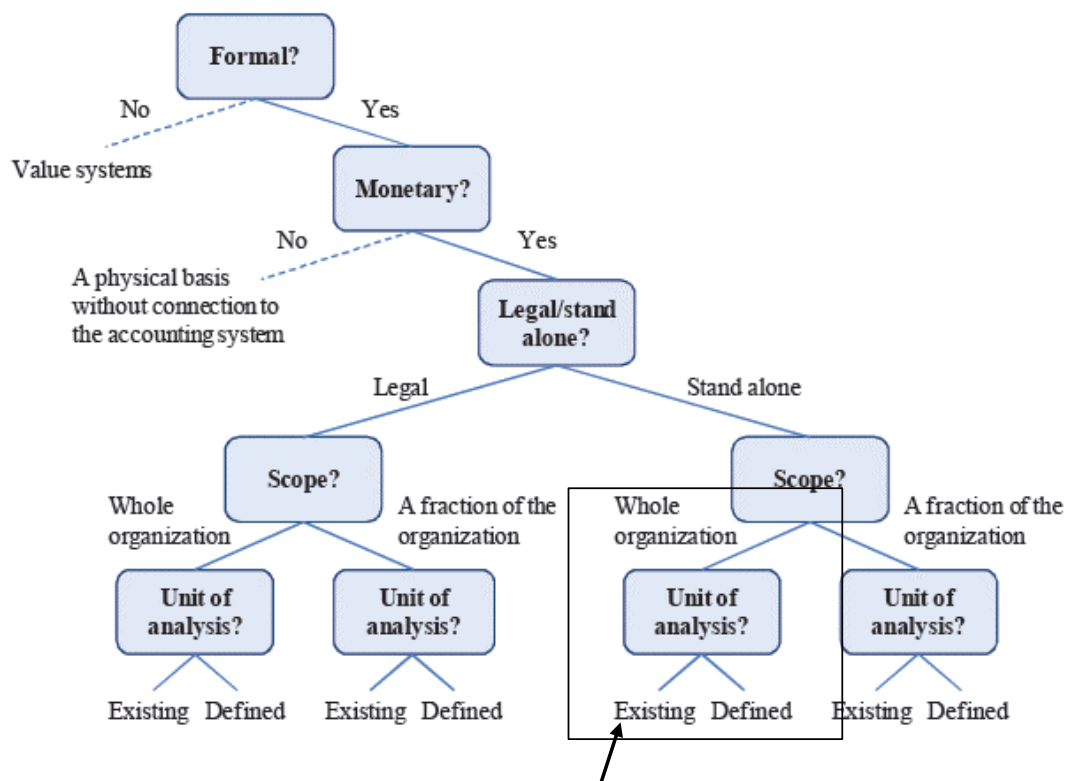 Formal?
No
Yes
Value systems
Monetary?
No
Yes
A physical basis
without connection to
the accounting system
Legal/stand
alone?
Legal
Stand alone
Scope?
Scope?
Whole
organization
A fraction of the
organization
Whole
organization
A fraction of the
organization
Unit of
analysis?
Unit of
analysis?
Unit of
analysis?
Unit of
analysis?
Existing
Defined
Existing
Defined
Existing
Defined
Existing
Defined